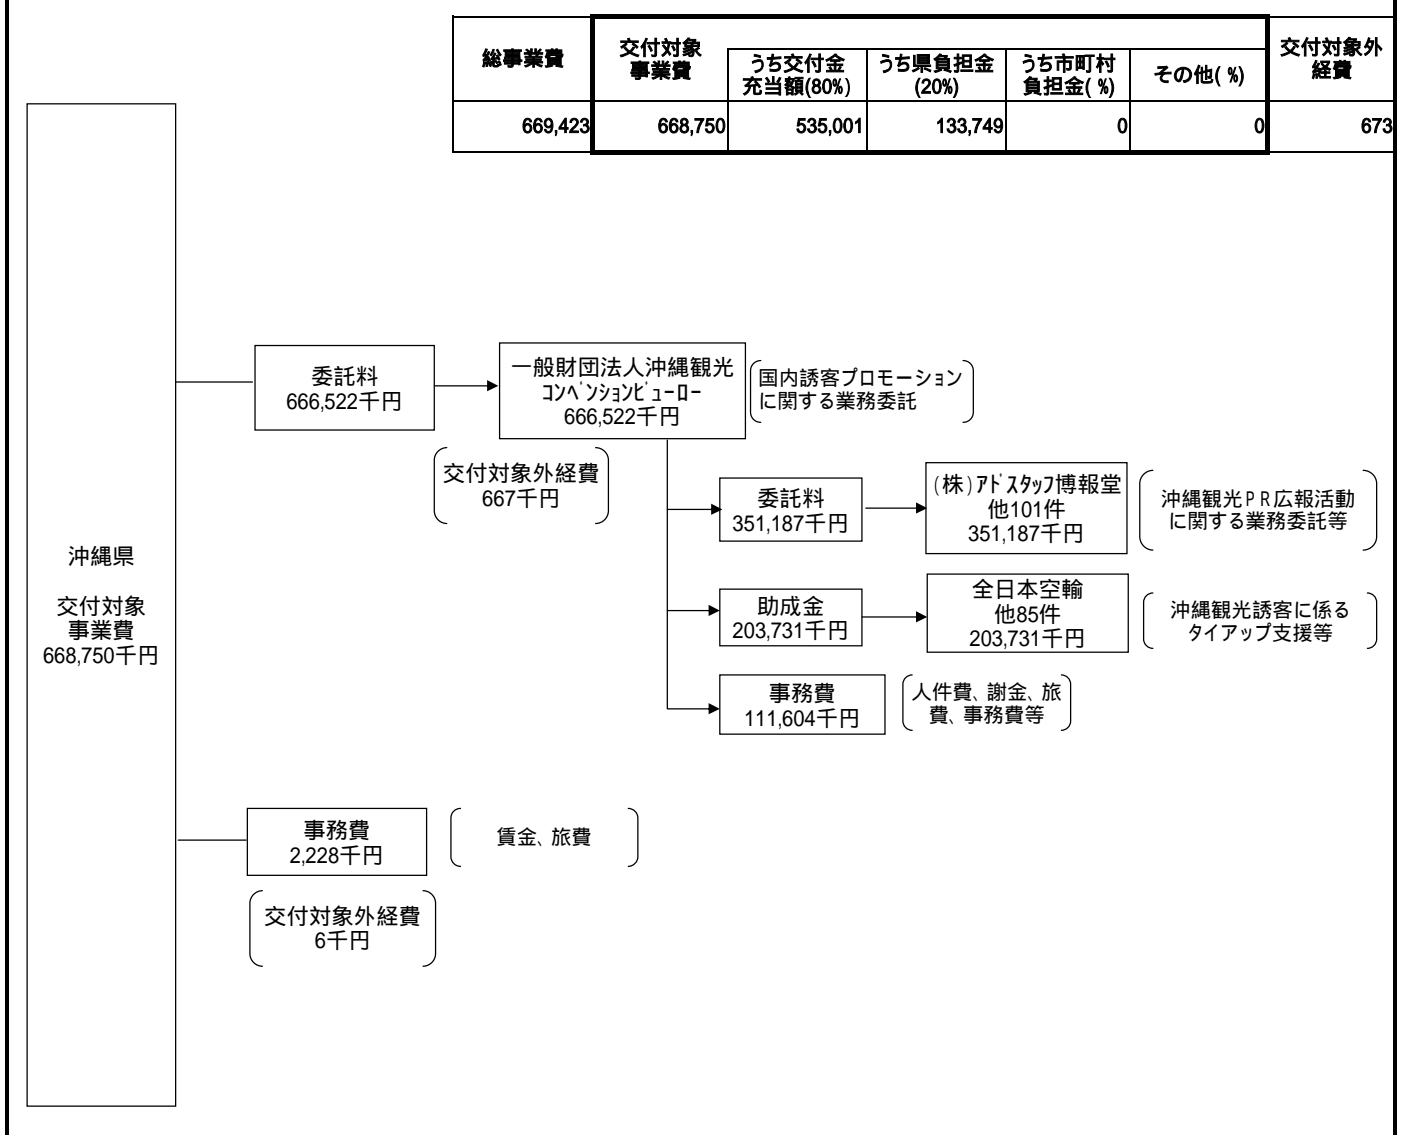 総事業費
交付対象
事業費
うち交付金
充当額(80%)
うち県負担金
(20%)
うち市町村
負担金( %)
その他( %)
交付対象外
経費
669,423
668,750
535,001
133,749
0
0
673
沖縄県
交付対象
事業費
668,750千円
委託料
666,522千円
一般財団法人沖縄観光
ｺﾝﾍﾞﾝｼｮﾝﾋﾞｭｰﾛｰ
666,522千円
国内誘客プロモーション
に関する業務委託
交付対象外経費
667千円
委託料
351,187千円
(株)ｱﾄﾞｽﾀｯﾌ博報堂
他101件
351,187千円
沖縄観光ＰＲ広報活動
に関する業務委託等
助成金
203,731千円
全日本空輸
他85件
203,731千円
沖縄観光誘客に係る
タイアップ支援等
事務費
111,604千円
人件費、謝金、旅
費、事務費等
事務費
2,228千円
賃金、旅費
交付対象外経費
6千円